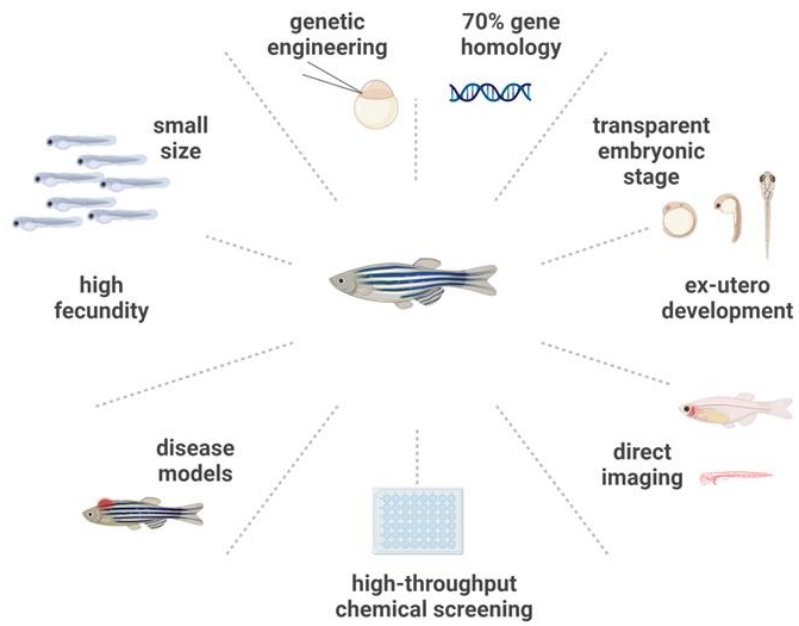 genetic
engineering
70% gene
homology
small
size
transparent
embryonic
stage
high
fecundity
ex-utero
development
disease
models
direct
imaging
high-throughput
chemical screening